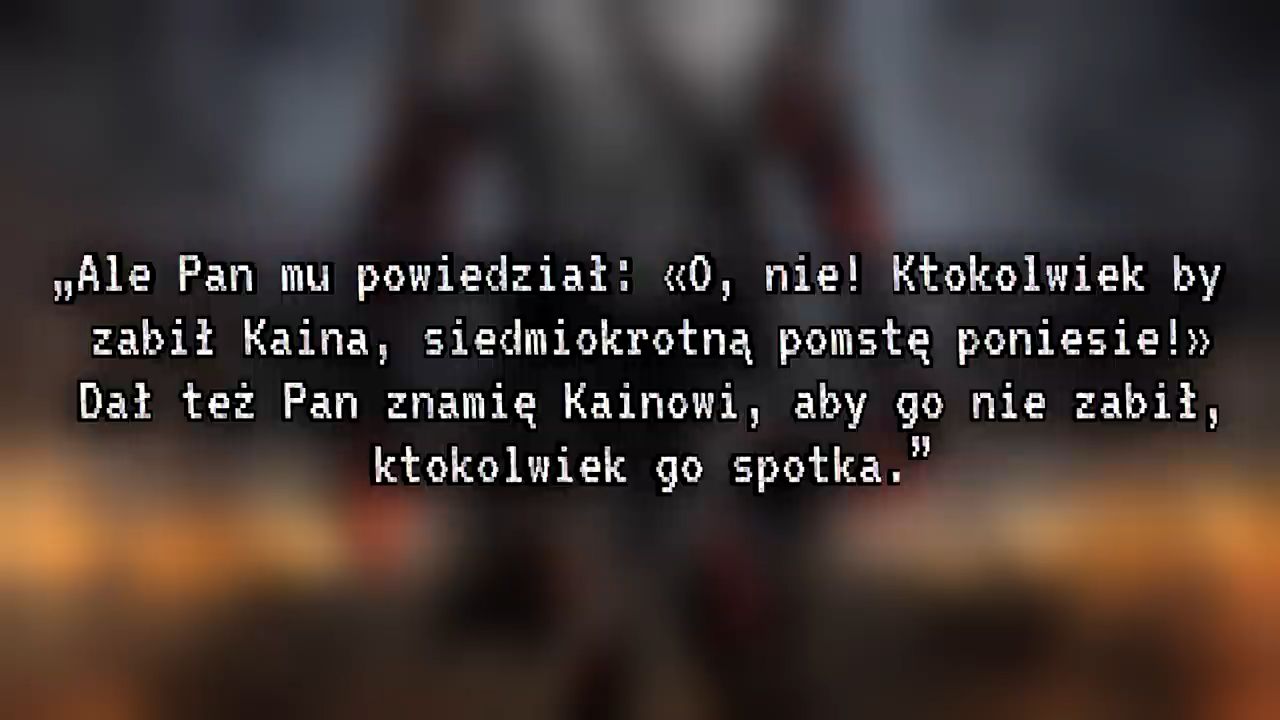 „Ale Pan mu powiedział: «O, nie! Ktokolwiek by
zabił Kaina, siedmiokrotną pomstę poniesie!»
Dał też Pan znamię Kainowi, aby go nie zabił,
ktokolwiek go spotka.”